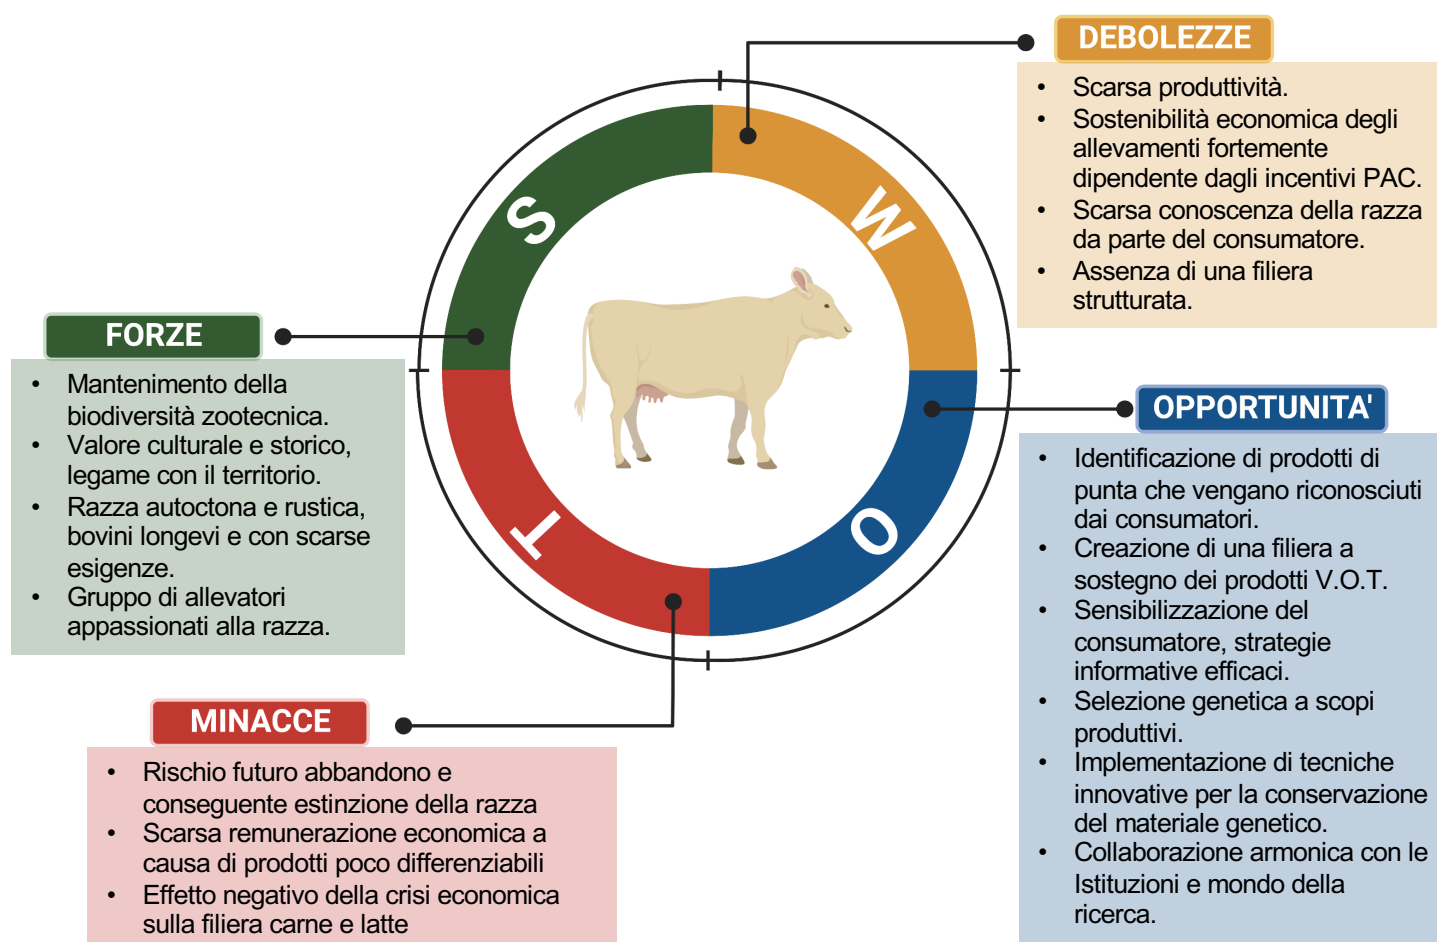 DEBOLEZZE
• Scarsa produttività.
• Sostenibilità economica degli
allevamenti fortemente
dipendente dagli incentivi PAC.
• Scarsa conoscenza della razza
da parte del consumatore.
• Assenza di una filiera
strutturata.
S
W
FORZE
• Mantenimento della
biodiversità zootecnica.
• Valore culturale e storico,
legame con il territorio.
• Razza autoctona e rustica,
bovini longevi e con scarse
esigenze.
• Gruppo di allevatori
appassionati alla razza.
T
O
OPPORTUNITA'
• Identificazione di prodotti di
punta che vengano riconosciuti
dai consumatori.
• Creazione di una filiera a
sostegno dei prodotti V.O.T.
• Sensibilizzazione del
consumatore, strategie
informative efficaci.
• Selezione genetica a scopi
produttivi.
• Implementazione di tecniche
innovative per la conservazione
del materiale genetico.
• Collaborazione armonica con le
Istituzioni e mondo della
ricerca.
MINACCE
• Rischio futuro abbandono e
conseguente estinzione della razza
• Scarsa remunerazione economica a
causa di prodotti poco differenziabili
• Effetto negativo della crisi economica
sulla filiera carne e latte